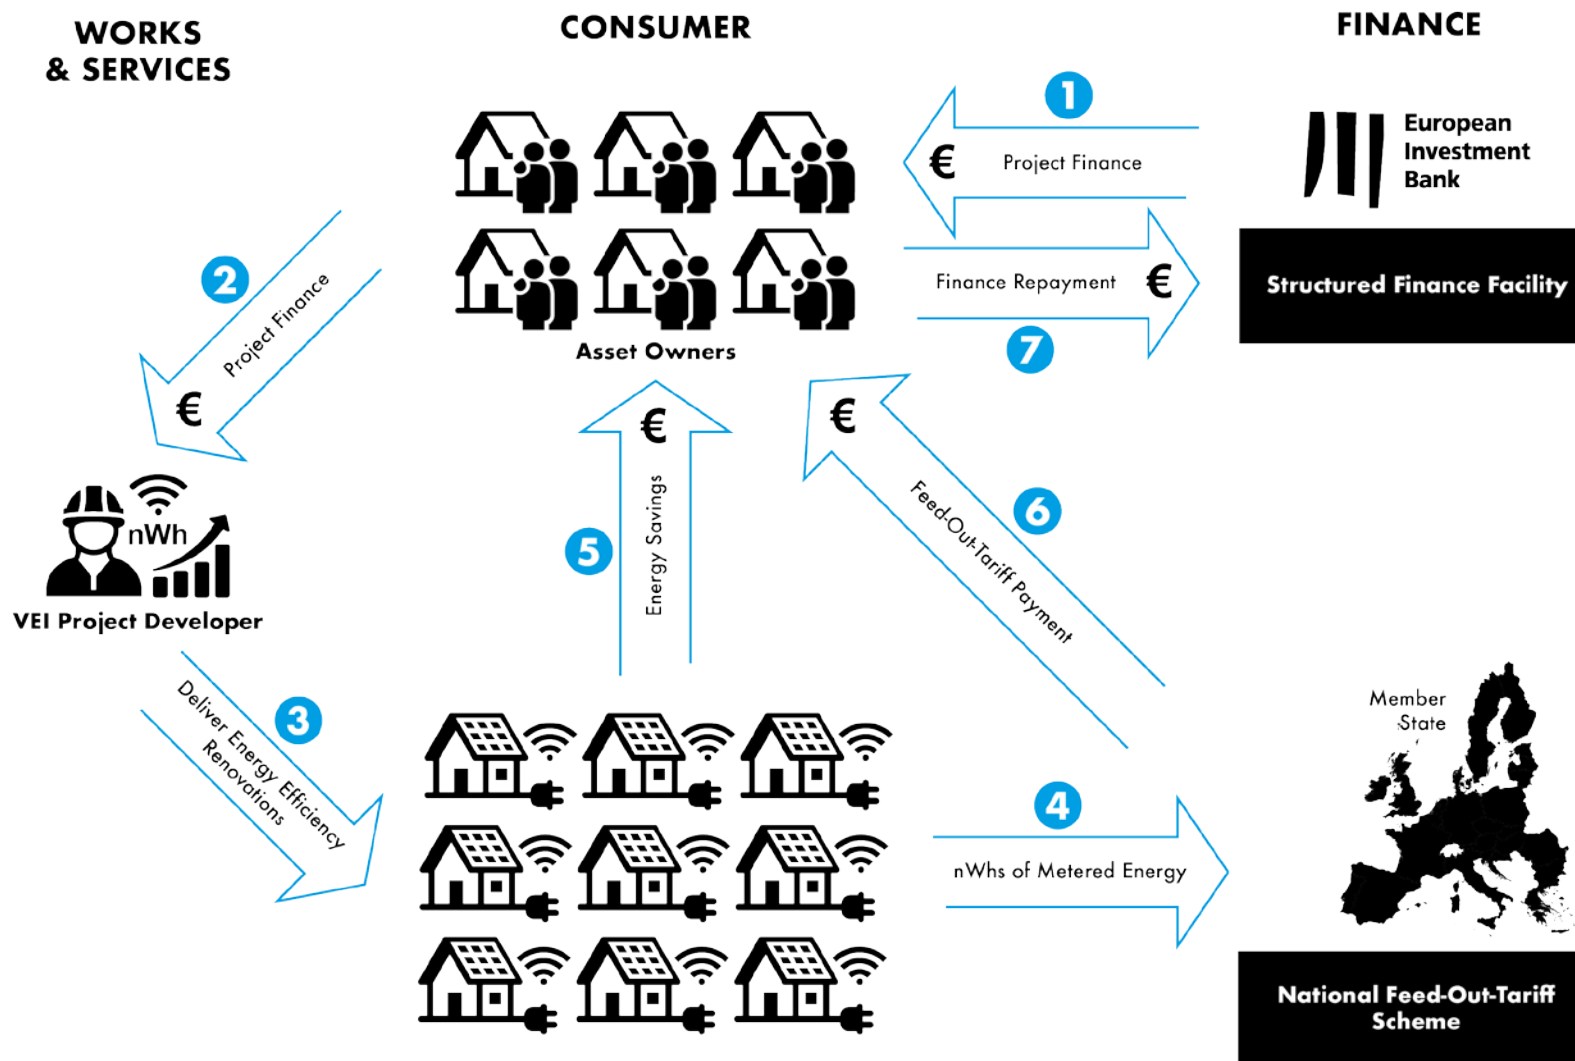 WORKS
& SERVICES
CONSUMER
FINANCE
1
€
Project Finance
European
Investment
Bank
Structured Finance Facility
Finance Repayment
€
7
Asset Owners
2
Project Finance
€
nWh
VEI Project Developer
3
Deliver Energy Efficiency
Renovations
€
5
Energy Savings
€
6
Feed-Out-Tariff Payment
4
nWhs of Metered Energy
Member
State
National Feed-Out-Tariff
Scheme